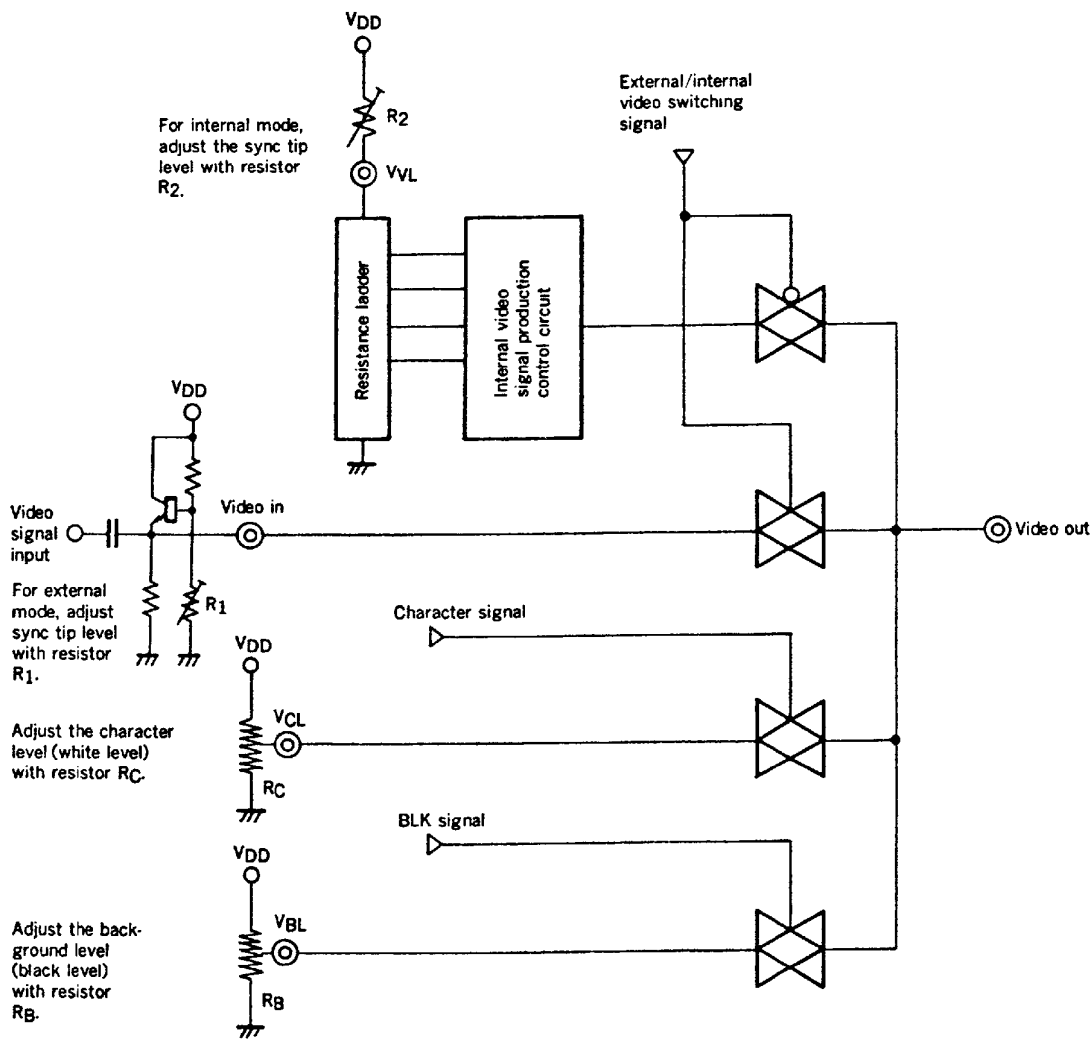 VDD
R2
For internal mode,
adjust the sync tip
level with resistor
R2.
VVL
External/internal
video switching
signal
Resistance ladder
Internal video
signal production
control circuit
VDD
Video
signal
input
Video in
Video out
For external
mode, adjust
sync tip level
with resistor
R1.
R1
Character signal
VDD
Adjust the character
level (white level)
with resistor RC.
VCL
RC
BLK signal
VDD
Adjust the back-
ground level
(black level)
with resistor
RB.
VBL
RB